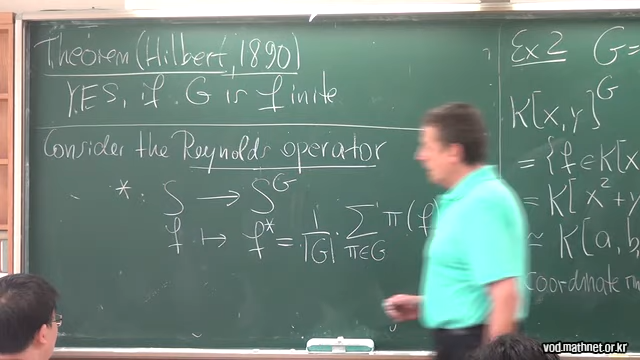 Theorem (Hilbert, 1890)
YES, if G is finite
Consider the Reynolds operator
*: S → S^G
f ↦ f* = 1/|G| · ∑_{π∈G} π(f
Ex 2 G=
K[x,y]^G
= {f ∈ K[x
= K[x²+y
≃ K[a,b,
coordinate
vod.mathnet.or.kr